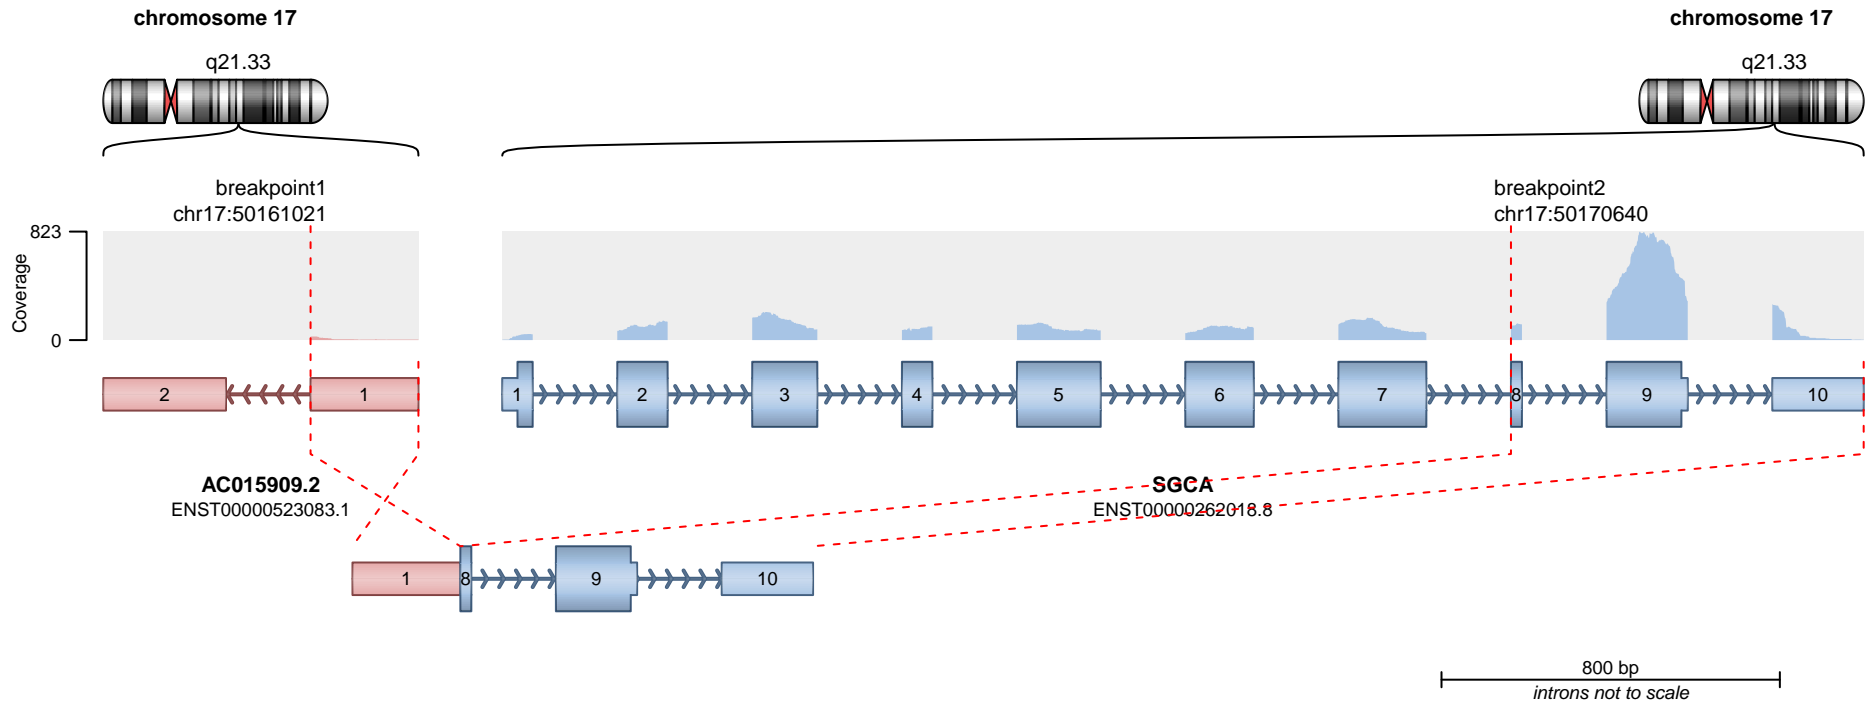 chromosome 17
chromosome 17
q21.33
q21.33
breakpoint1
chr17:50161021
breakpoint2
chr17:50170640
823
0
Coverage
2
1
1
2
3
4
5
6
7
8
9
10
AC015909.2
ENST00000523083.1
SGCA
ENST00000262018.8
1
8
9
10
800 bp
introns not to scale